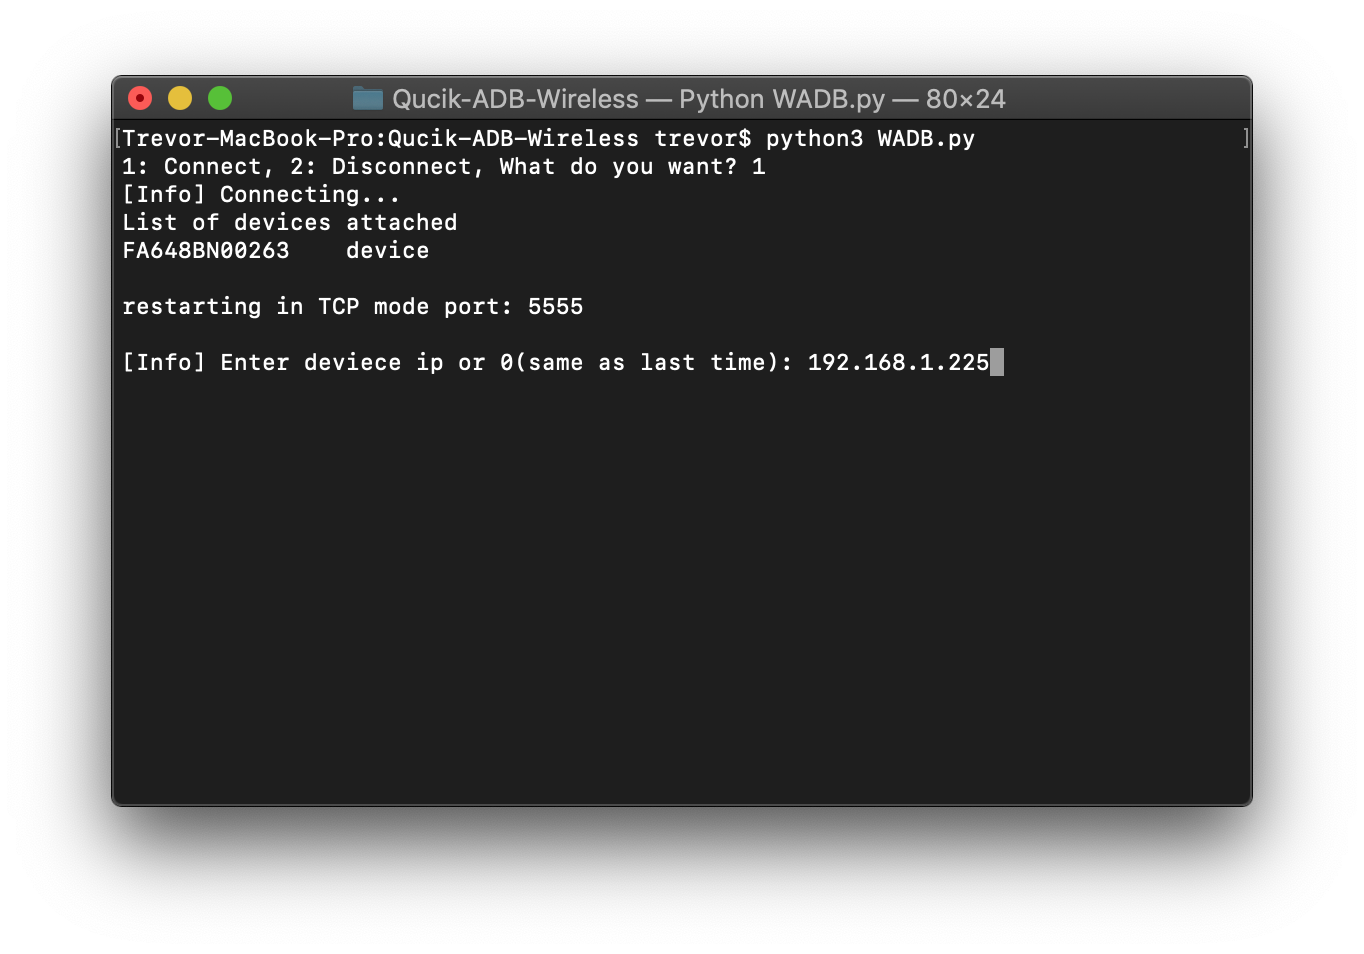 Qucik-ADB-Wireless — Python WADB.py — 80×24
[Trevor-MacBook-Pro:Qucik-ADB-Wireless trevor$ python3 WADB.py ]
1: Connect, 2: Disconnect, What do you want? 1
[Info] Connecting...
List of devices attached
FA648BN00263    device
restarting in TCP mode port: 5555
[Info] Enter deviece ip or 0(same as last time): 192.168.1.225